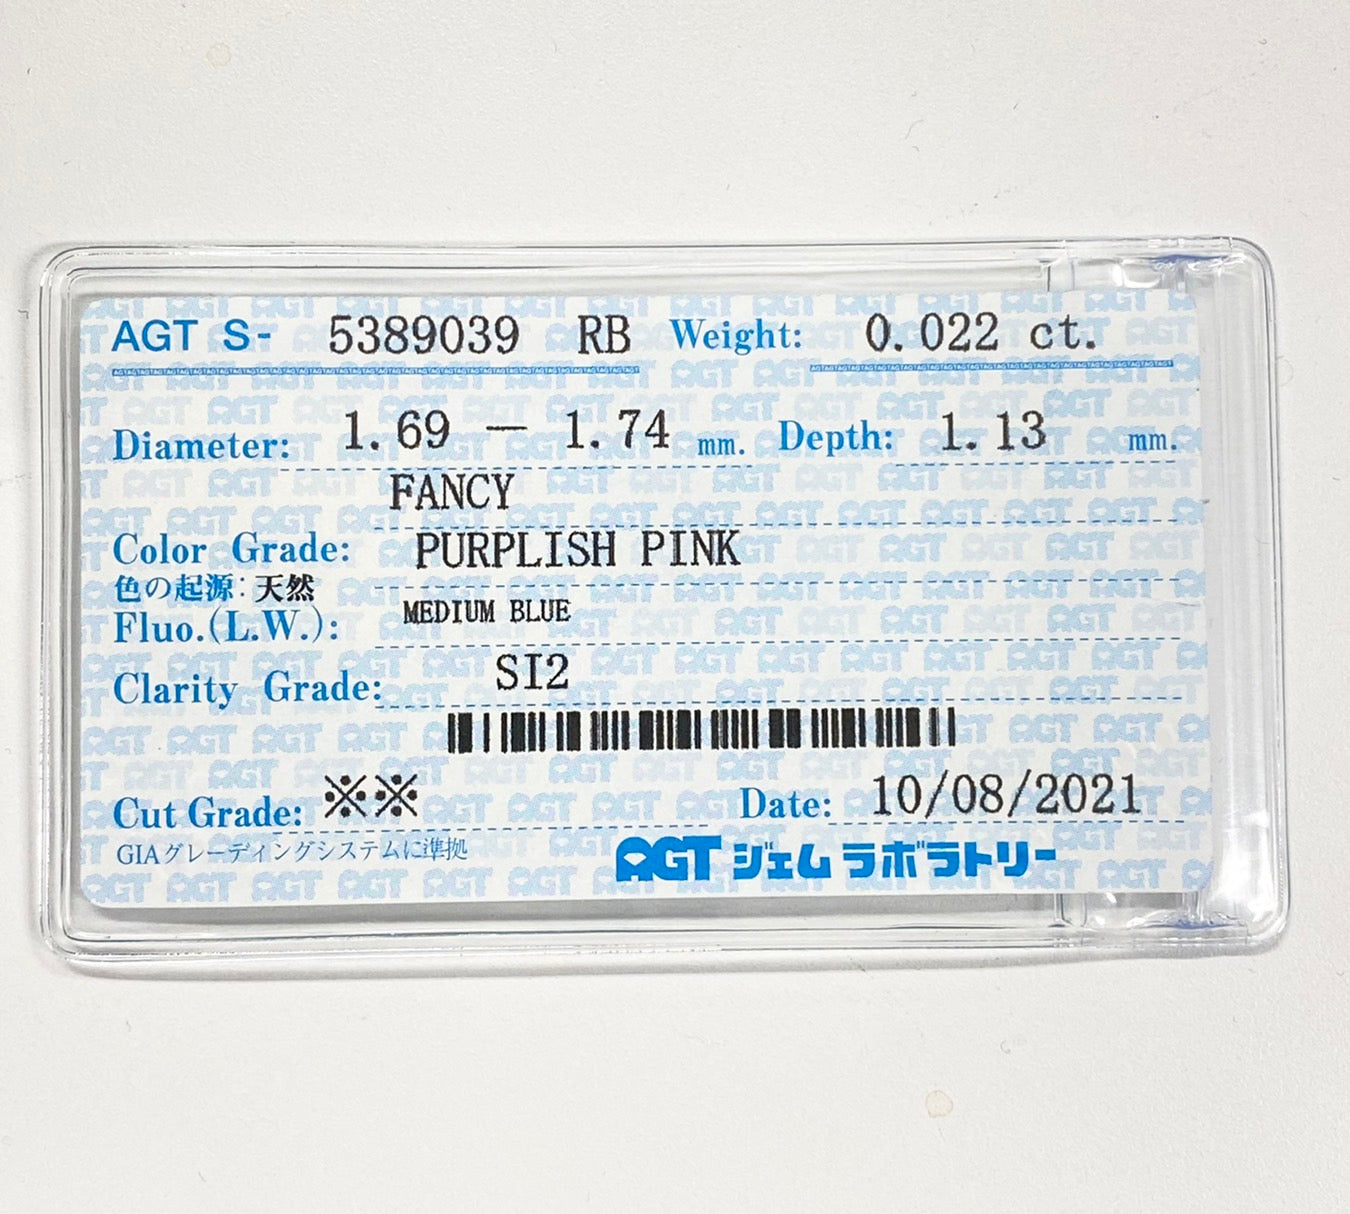 AGT S- 5389039 RB Weight: 0.022 ct.
Diameter: 1.69 — 1.74 mm. Depth: 1.13 mm.
FANCY
Color Grade: PURPLISH PINK
色の起源: 天然
Fluo.(L.W.): MEDIUM BLUE
Clarity Grade: SI2
Cut Grade: ※※ Date: 10/08/2021
GIAグレーディングシステムに準拠
AGT ジェムラボラトリー